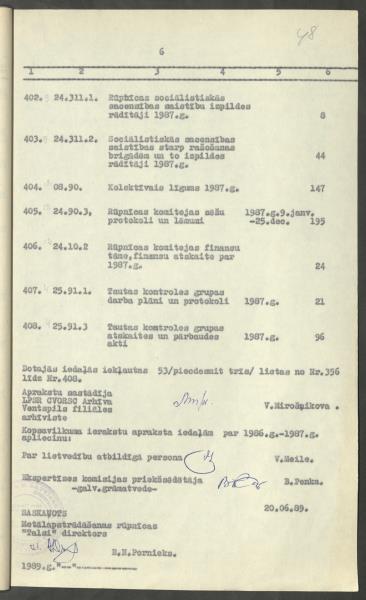 48
6
1 2 3 4 5 6
402. 24.311.1. Rūpnīcas sociālistiskās
sacensības saistību izpildes
rādītāji 1987.g. 8
403. 24.311.2. Sociālistiskās sacensības
saistības starp ražošanas
brigādēm un to izpildes
rādītāji 1987.g. 44
404. 08.90. Kolektīvais līgums 1987.g. 147
405. 24.90.3, Rūpnīcas komitejas sēžu 1987.g.9.janv.
protokoli un lēmumi -25.dec. 195
406. 24.10.2 Rūpnīcas komitejas finansu
tāme,finansu atskaite par
1987.g. 24
407. 25.91.1. Tautas kontroles grupas
darba plāni un protokoli 1987.g. 21
408. 25.91.3 Tautas kontroles grupas
atskaites un pārbaudes 1987.g. 96
akti
Dotajās iedaļās iekļautas 53/piecdesmit trīs/ lietas no Nr.356
līdz Nr.408.
Aprakstu sastādīja
LPSR CVORSC Arhīva
Ventspils filiāles
arhiviste V.Mirošņikova .
Kopsavilkuma ierakstu apraksta iedaļām par 1986.g.-1987.g.
apliecinu:
Par lietvedību atbildīgā persona V.Meile.
Ekspertīzes komisijas priekšsēdētāja B.Penka.
-galv.grāmatvede-
20.06.89.
SASKAŅOTS
Metālapstrādāšanas rūpnīcas
"Talsi" direktors
H.Pornieks.
1989.g."-"-